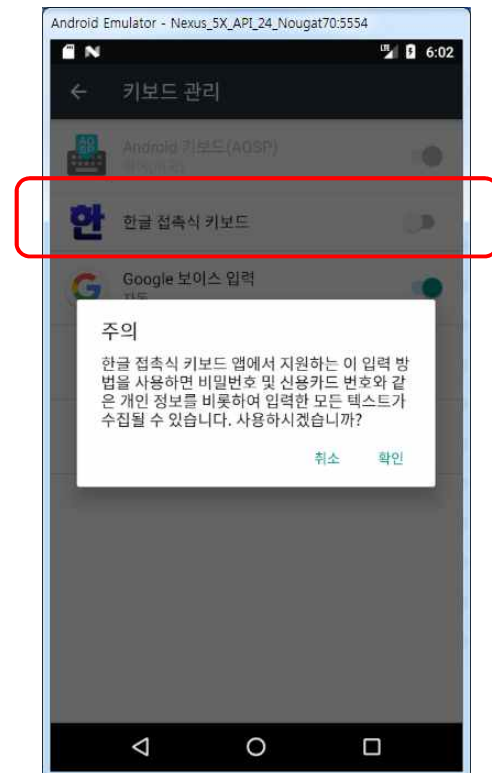 Android Emulator - Nexus_5X_API_24_Nougat70:5554
6:02
키보드 관리
Android 키보드(AOSP)
한글 접촉식 키보드
Google 보이스 입력
자동
주의
한글 접촉식 키보드 앱에서 지원하는 이 입력 방
법을 사용하면 비밀번호 및 신용카드 번호와 같
은 개인 정보를 비롯하여 입력한 모든 텍스트가
수집될 수 있습니다. 사용하시겠습니까?
취소 확인